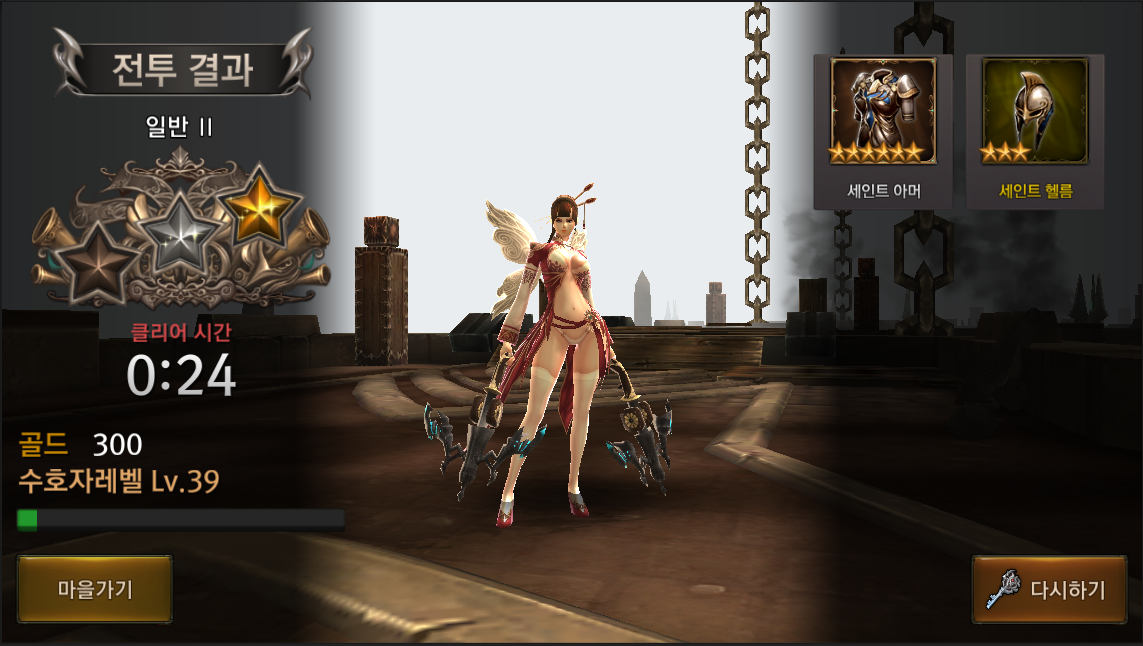 전투 결과
일반 II
클리어 시간
0:24
골드 300
수호자레벨 Lv.39
마을가기
세인트 아머
세인트 헬름
다시하기